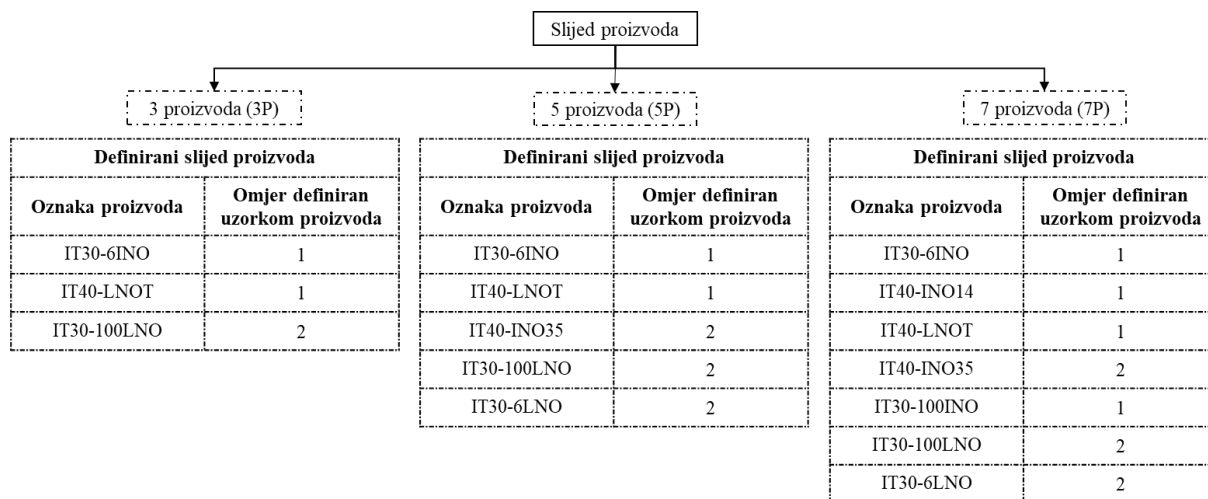 Slijed proizvoda
3 proizvoda (3P)
Definirani slijed proizvoda
Oznaka proizvoda
Omjer definiran
uzorkom proizvoda
IT30-6INO
1
IT40-LNOT
1
IT30-100LNO
2
5 proizvoda (5P)
Definirani slijed proizvoda
Oznaka proizvoda
Omjer definiran
uzorkom proizvoda
IT30-6INO
1
IT40-LNOT
1
IT40-INO35
2
IT30-100LNO
2
IT30-6LNO
2
7 proizvoda (7P)
Definirani slijed proizvoda
Oznaka proizvoda
Omjer definiran
uzorkom proizvoda
IT30-6INO
1
IT40-INO14
1
IT40-LNOT
1
IT40-INO35
2
IT30-100INO
1
IT30-100LNO
2
IT30-6LNO
2